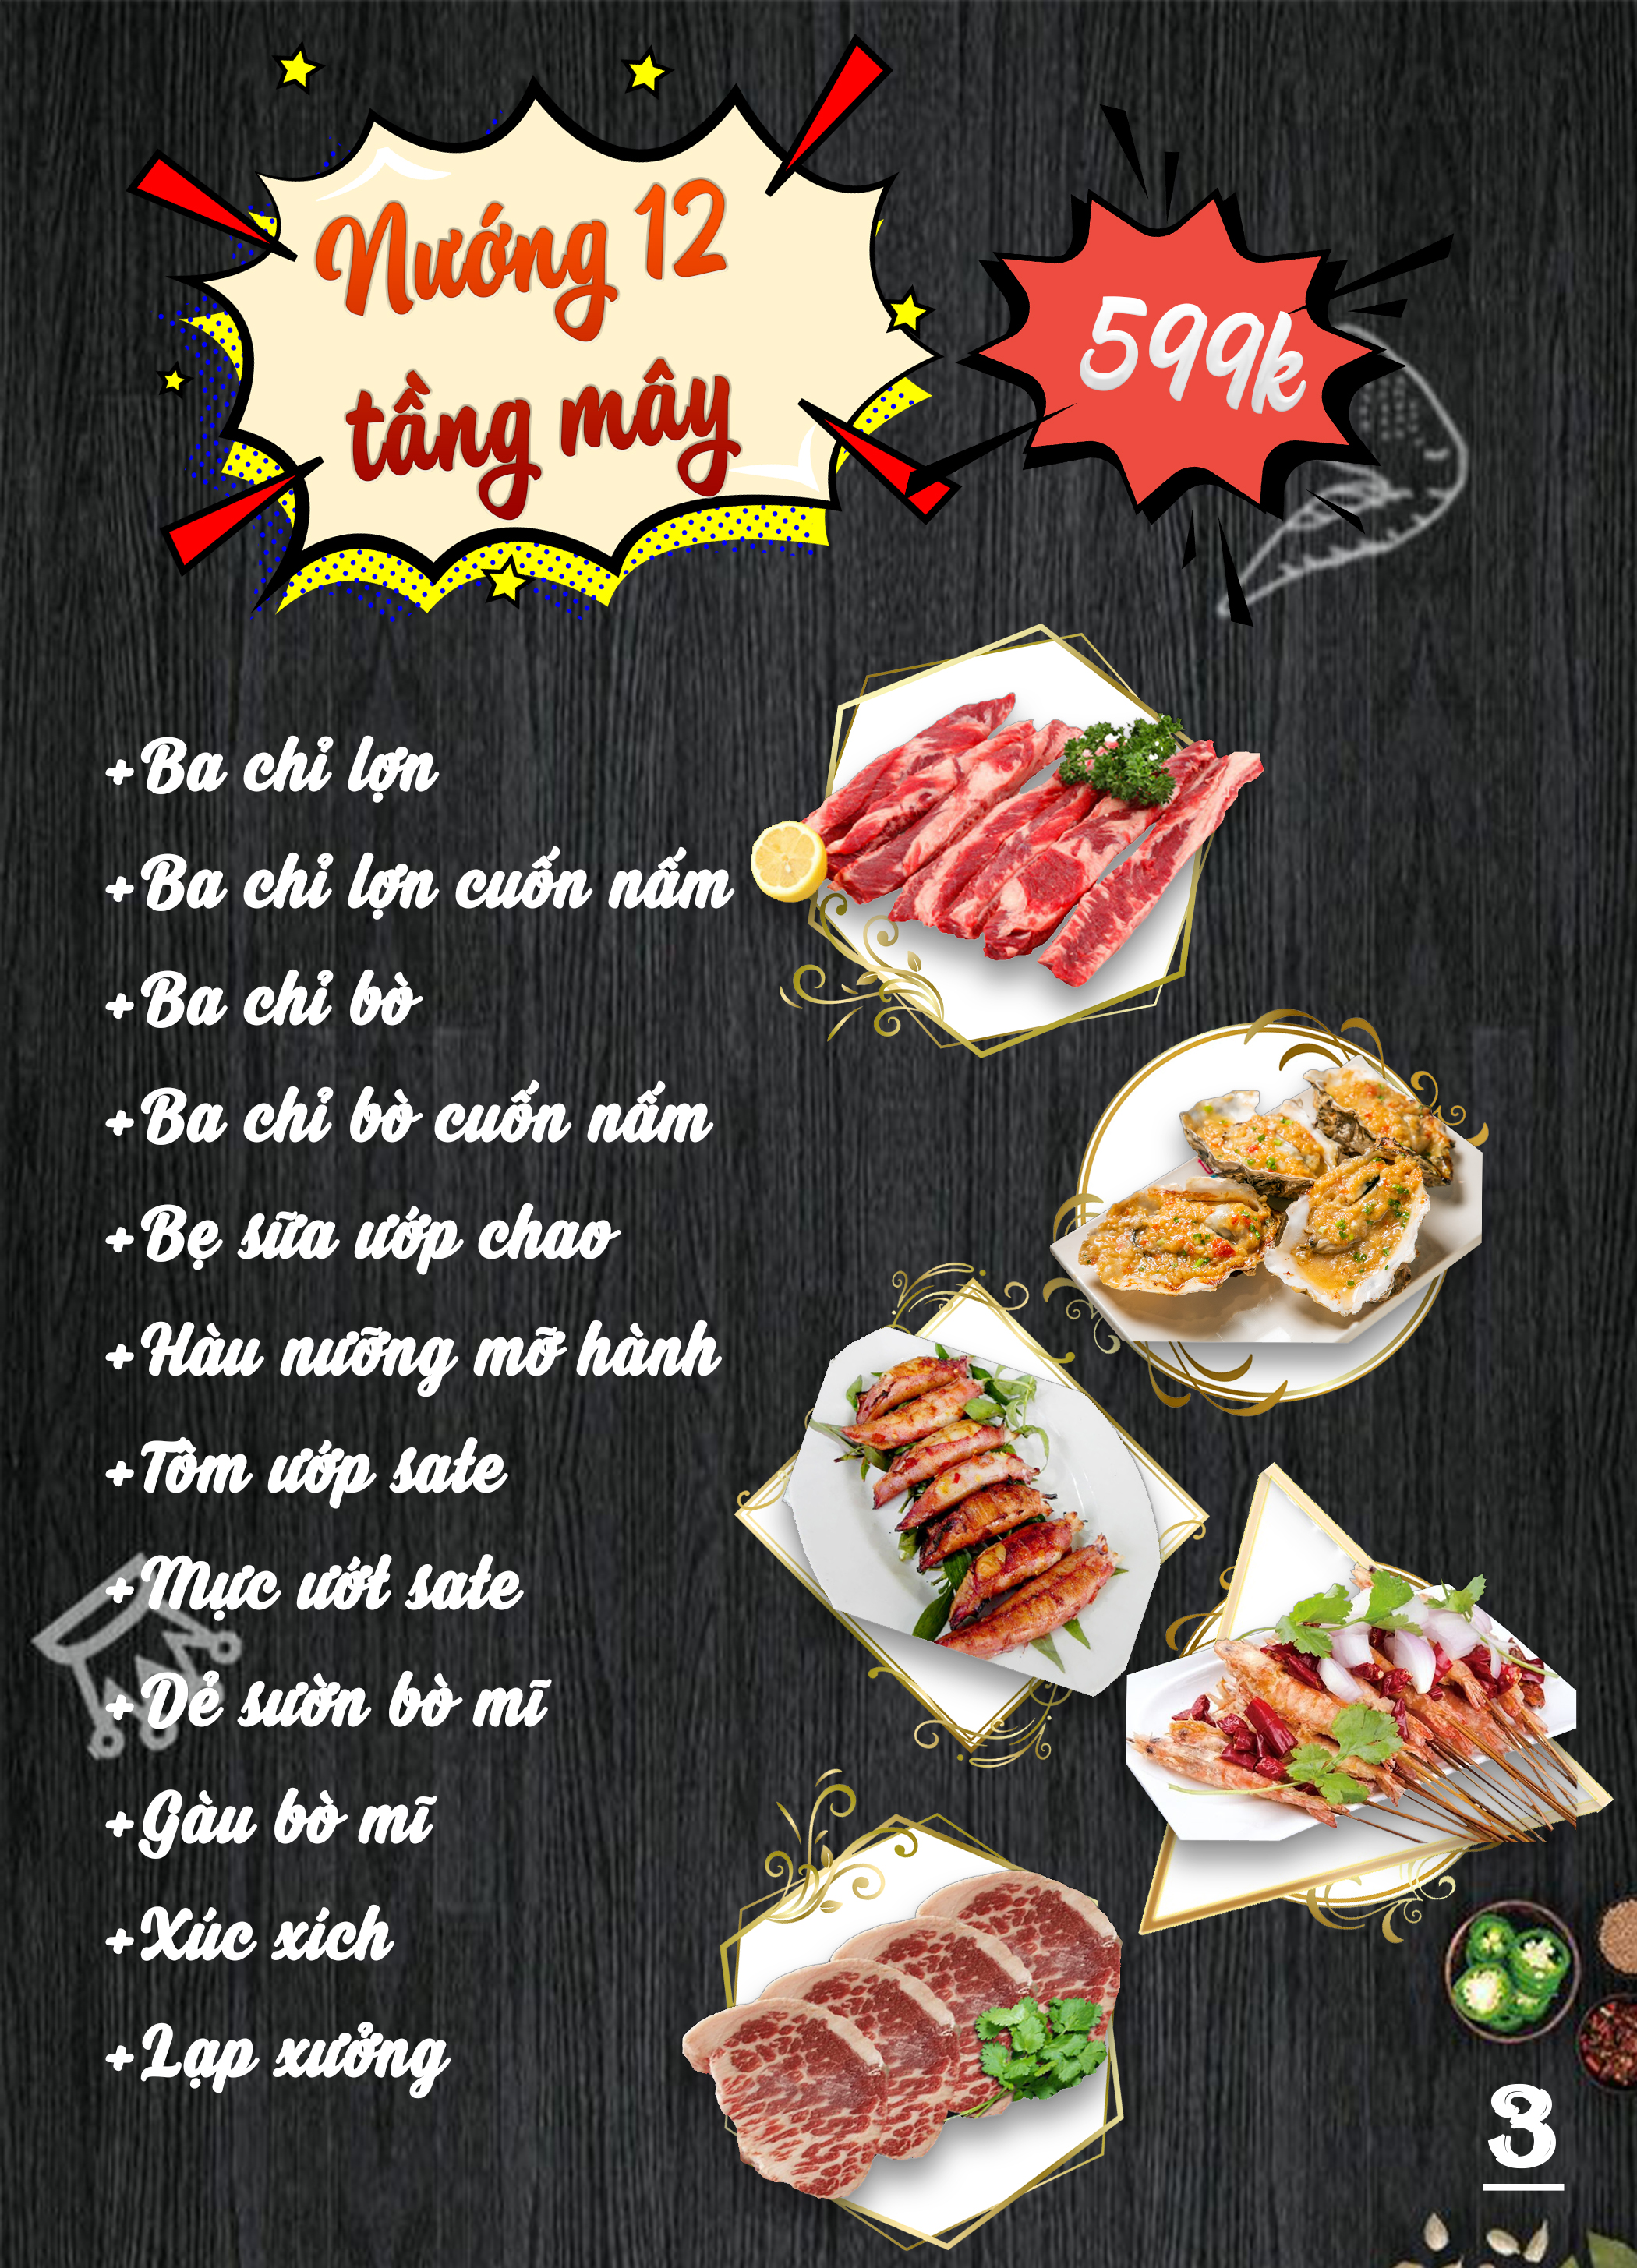 Nướng 12
tầng mây
599k
+Ba chỉ lợn
+Ba chỉ lợn cuốn nấm
+Ba chỉ bò
+Ba chỉ bò cuốn nấm
+Bẹ sữa ướp chao
+Hàu nưỡng mỡ hành
+Tôm ướp sate
+Mực ướt sate
+Dẻ sườn bò mĩ
+Gàu bò mĩ
+Xúc xích
+Lạp xưởng
3